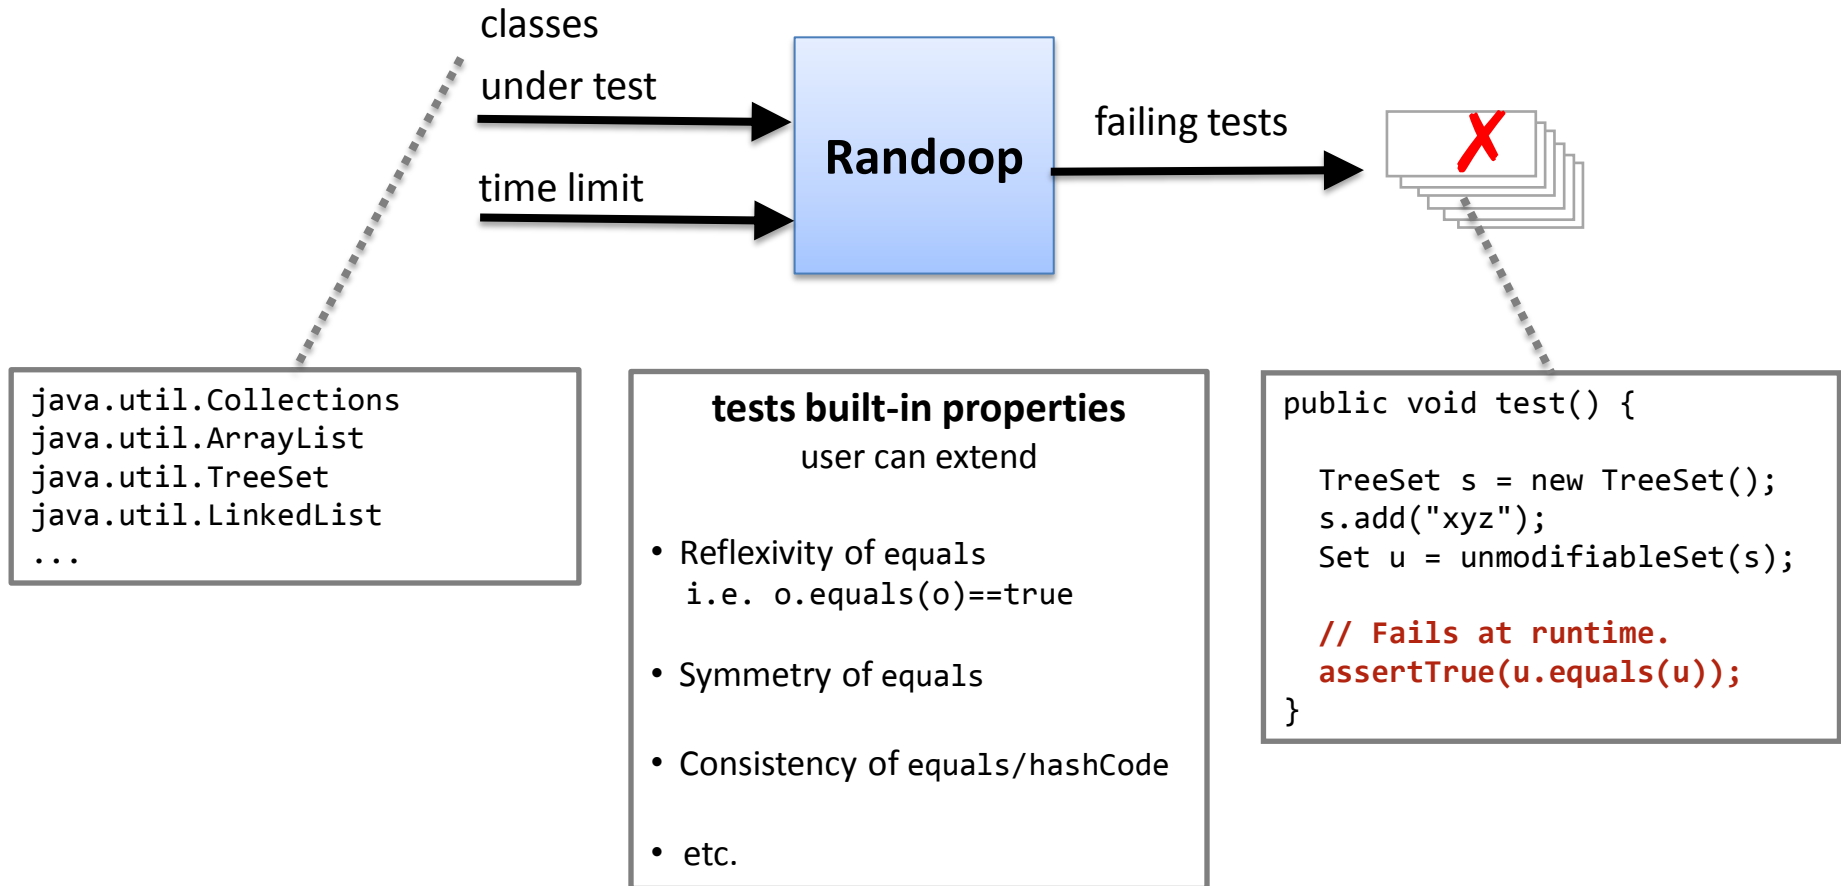 classes
under test
time limit
Randoop
failing tests
✗
java.util.Collections
java.util.ArrayList
java.util.TreeSet
java.util.LinkedList
...
tests built-in properties
user can extend
• Reflexivity of equals
i.e. o.equals(o)==true
• Symmetry of equals
• Consistency of equals/hashCode
• etc.
public void test() {
TreeSet s = new TreeSet();
s.add("xyz");
Set u = unmodifiableSet(s);
// Fails at runtime.
assertTrue(u.equals(u));
}